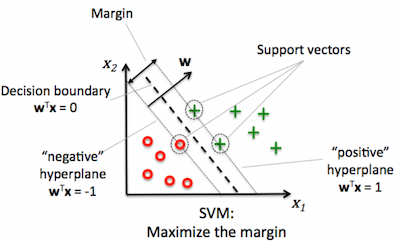 Margin
x₂
w
Support vectors
Decision boundary
wᵀx = 0
“negative”
hyperplane
wᵀx = -1
“positive”
hyperplane
wᵀx = 1
x₁
SVM:
Maximize the margin